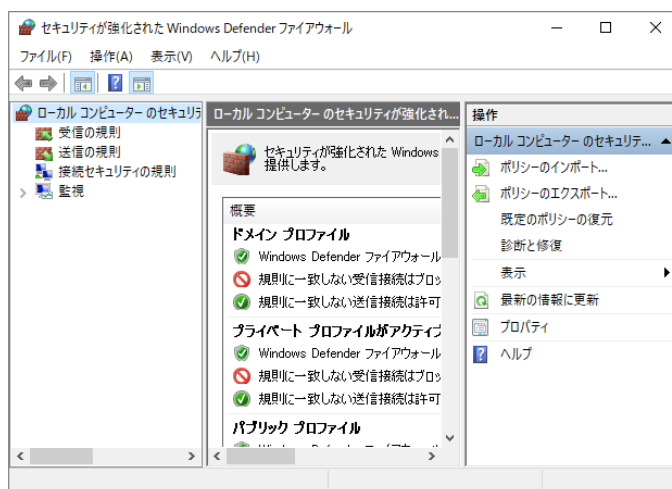 セキュリティが強化された Windows Defender ファイアウォール
ファイル(F) 操作(A) 表示(V) ヘルプ(H)
ローカル コンピューター のセキュリテ
受信の規則
送信の規則
接続セキュリティの規則
監視
ローカル コンピューター のセキュリティが強化され...
セキュリティが強化された Windows
提供します。
概要
ドメイン プロファイル
Windows Defender ファイアウォール
規則に一致しない受信接続はブロッ
規則に一致しない送信接続は許可
プライベート プロファイルがアクティブ
Windows Defender ファイアウォール
規則に一致しない受信接続はブロッ
規則に一致しない送信接続は許可
パブリック プロファイル
操作
ローカル コンピューター のセキュリテ...
ポリシーのインポート...
ポリシーのエクスポート...
既定のポリシーの復元
診断と修復
表示
最新の情報に更新
プロパティ
ヘルプ